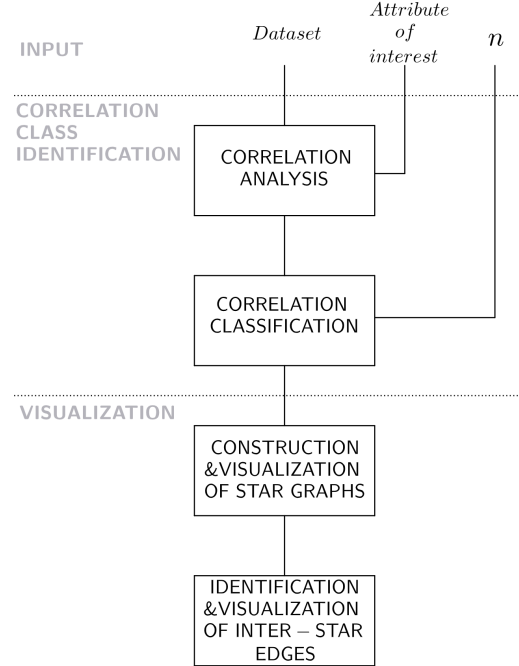 INPUT
Dataset
Attribute
of
interest
n
CORRELATION
CLASS
IDENTIFICATION
CORRELATION
ANALYSIS
CORRELATION
CLASSIFICATION
VISUALIZATION
CONSTRUCTION
&VISUALIZATION
OF STAR GRAPHS
IDENTIFICATION
&VISUALIZATION
OF INTER – STAR
EDGES